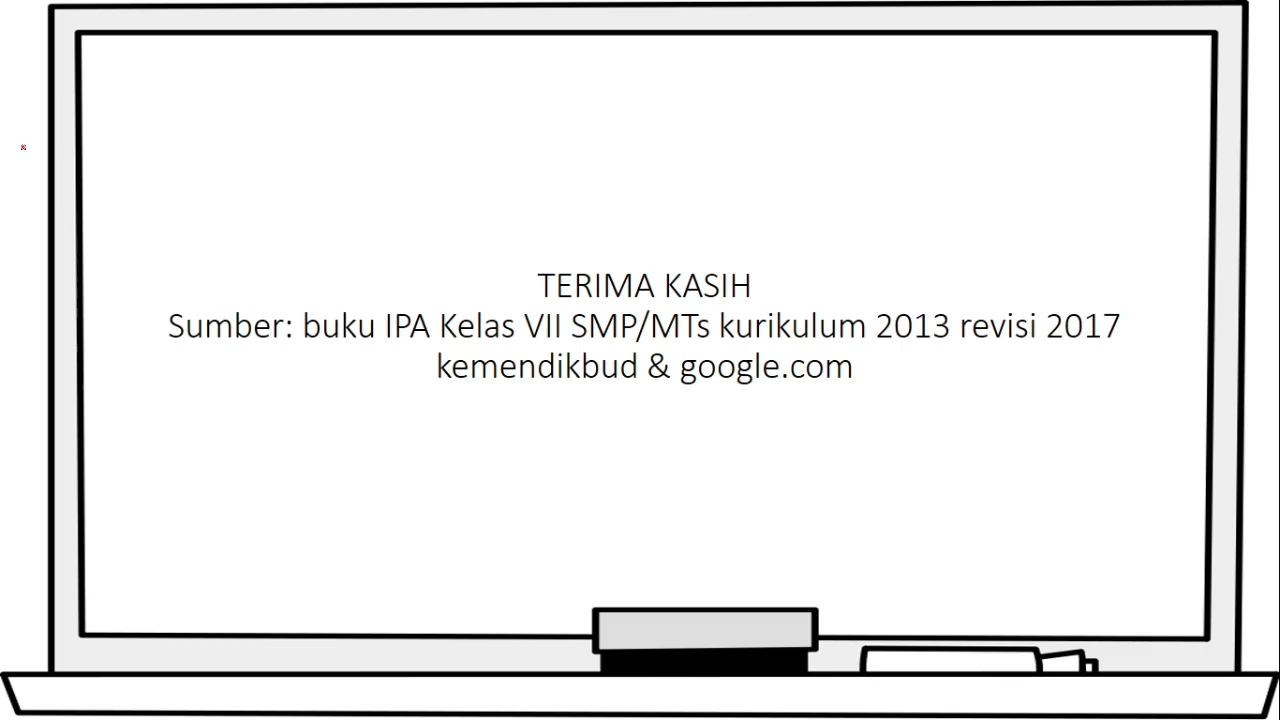 TERIMA KASIH
Sumber: buku IPA Kelas VII SMP/MTs kurikulum 2013 revisi 2017
kemendikbud & google.com